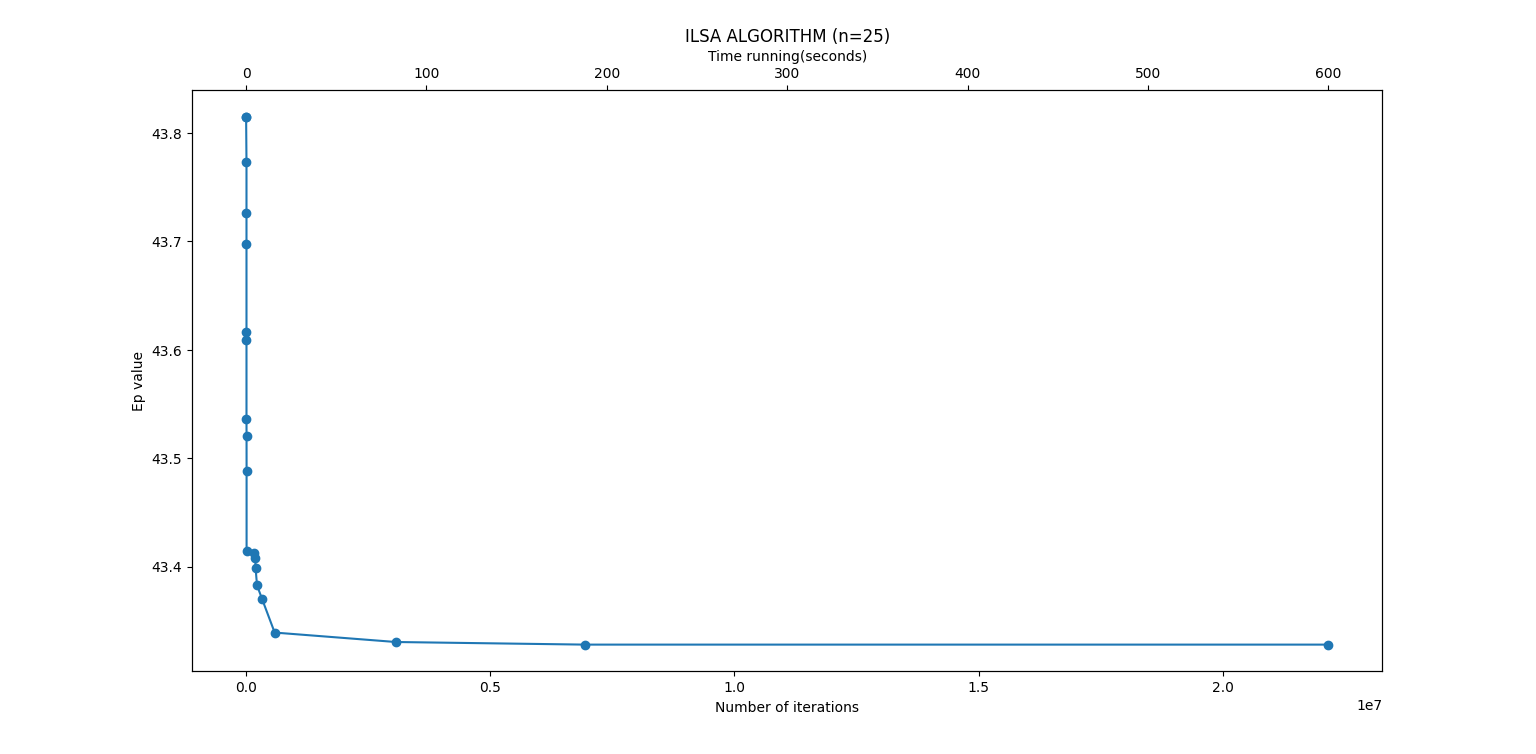 ILSA ALGORITHM (n=25)
Time running(seconds)
0 100 200 300 400 500 600
43.8
43.7
43.6
43.5
43.4
Ep value
0.0 0.5 1.0 1.5 2.0
1e7
Number of iterations